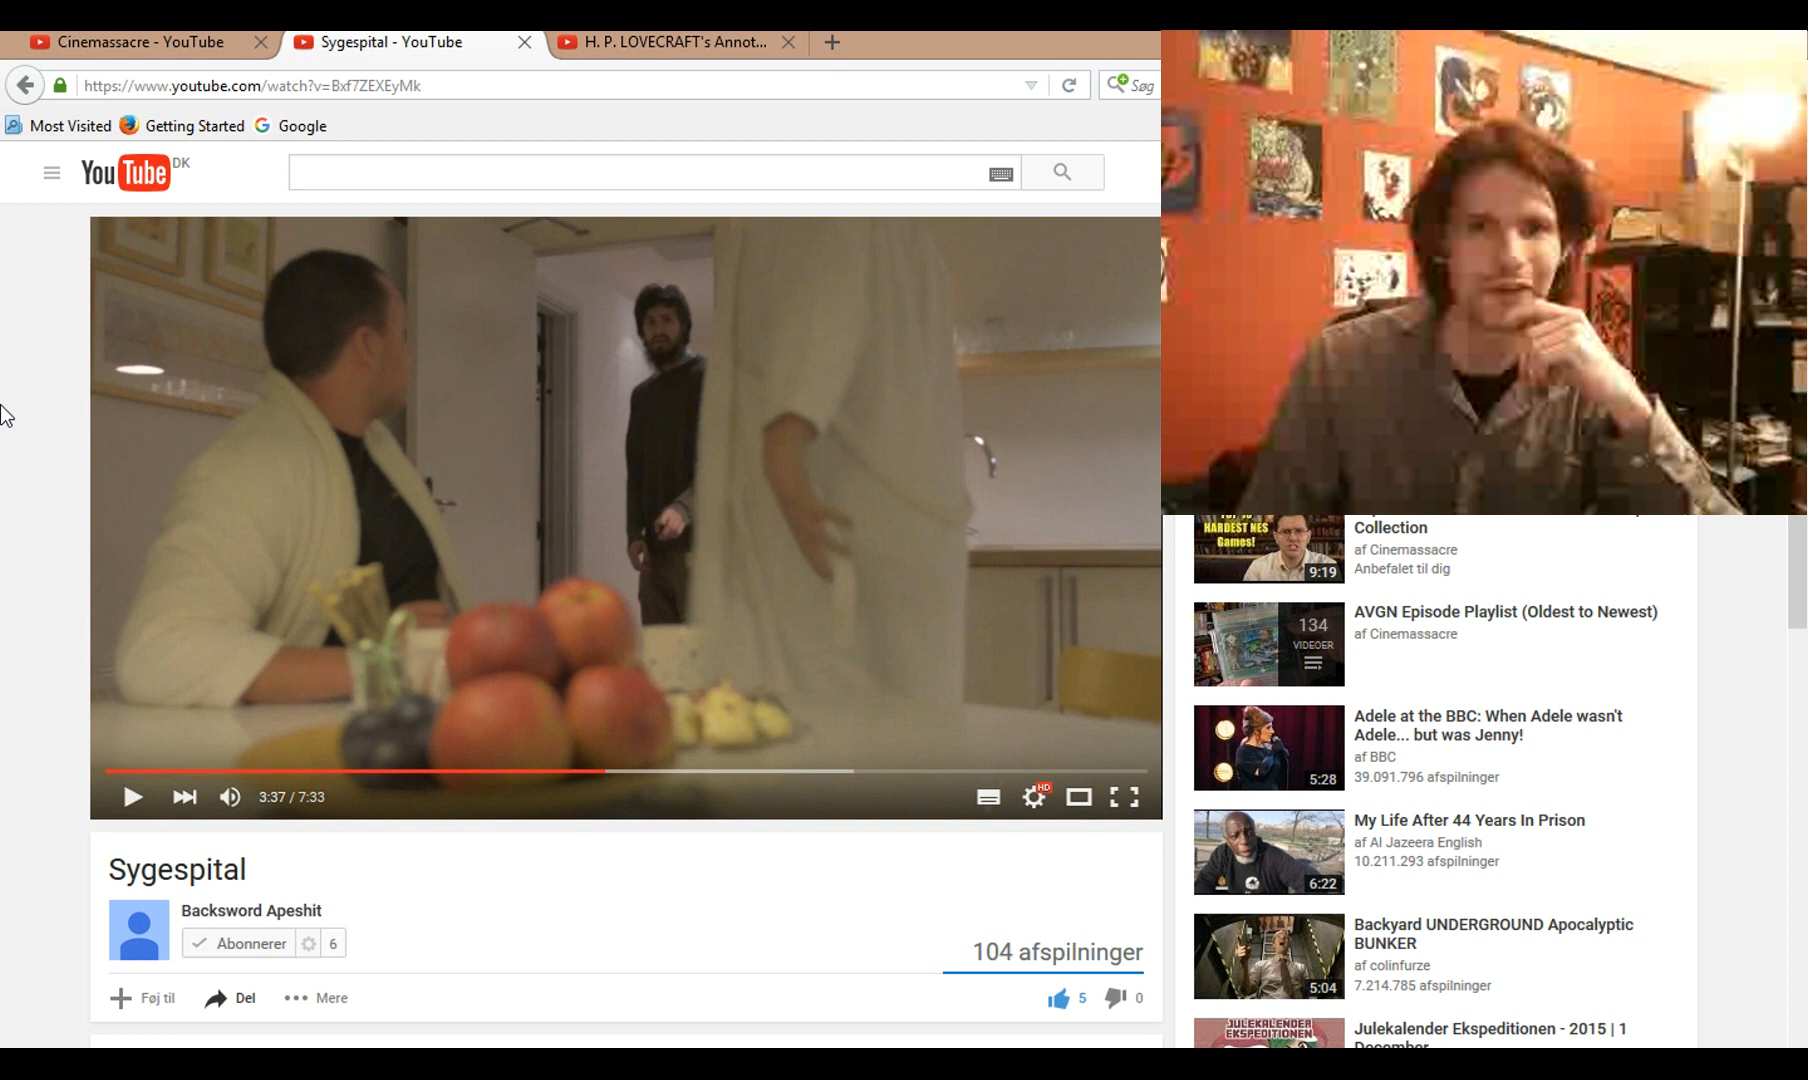 Cinemassacre - YouTube
Sygespital - YouTube
H. P. LOVECRAFT's Annot...
https://www.youtube.com/watch?v=Bxf7ZEXEyMk
Søg
Most Visited
Getting Started
Google
YouTube DK
3:37 / 7:33
HD
Sygespital
Backsword Apeshit
Abonnerer
6
104 afspilninger
Føj til
Del
Mere
5
0
HARDEST NES
Games!
9:19
Collection
af Cinemassacre
Anbefalet til dig
134
VIDEOER
AVGN Episode Playlist (Oldest to Newest)
af Cinemassacre
5:28
Adele at the BBC: When Adele wasn't
Adele... but was Jenny!
af BBC
39.091.796 afspilninger
6:22
My Life After 44 Years In Prison
af Al Jazeera English
10.211.293 afspilninger
5:04
Backyard UNDERGROUND Apocalyptic
BUNKER
af colinfurze
7.214.785 afspilninger
JULEKALENDER
EKSPEDITIONEN
Julekalender Ekspeditionen - 2015 | 1
December